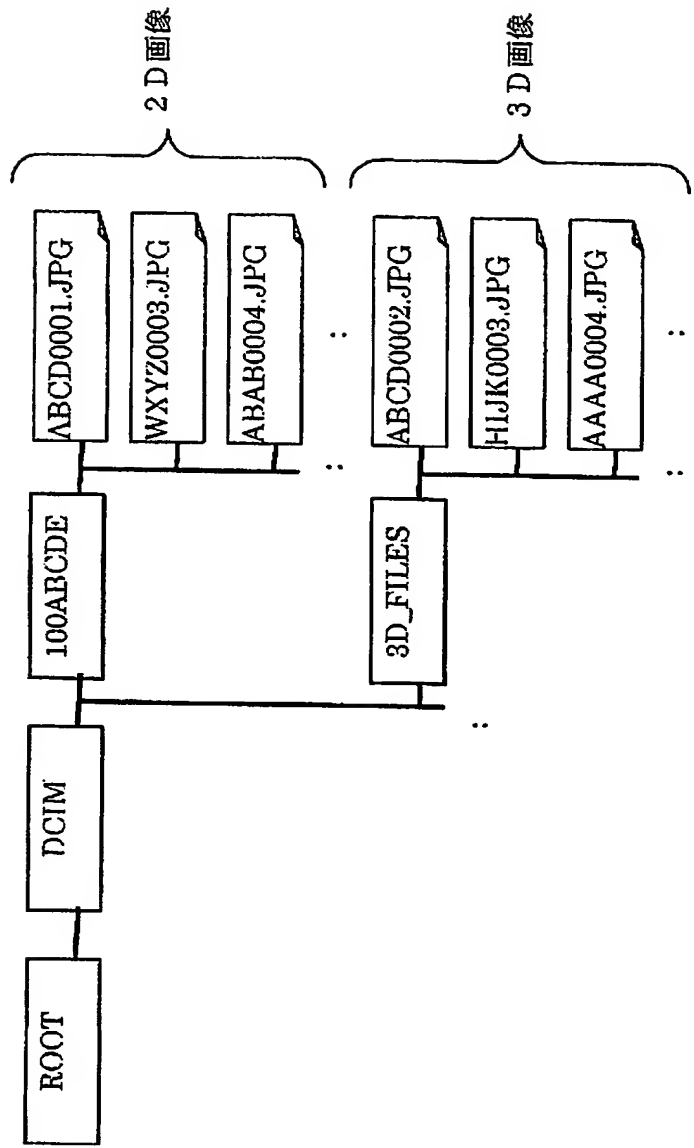 ROOT
DCIM
100ABCDE
ABCD0001.JPG
WXYZ0003.JPG
ABAB0004.JPG
2D画像
3D_FILES
ABCD0002.JPG
HIJK0003.JPG
AAAA0004.JPG
3D画像